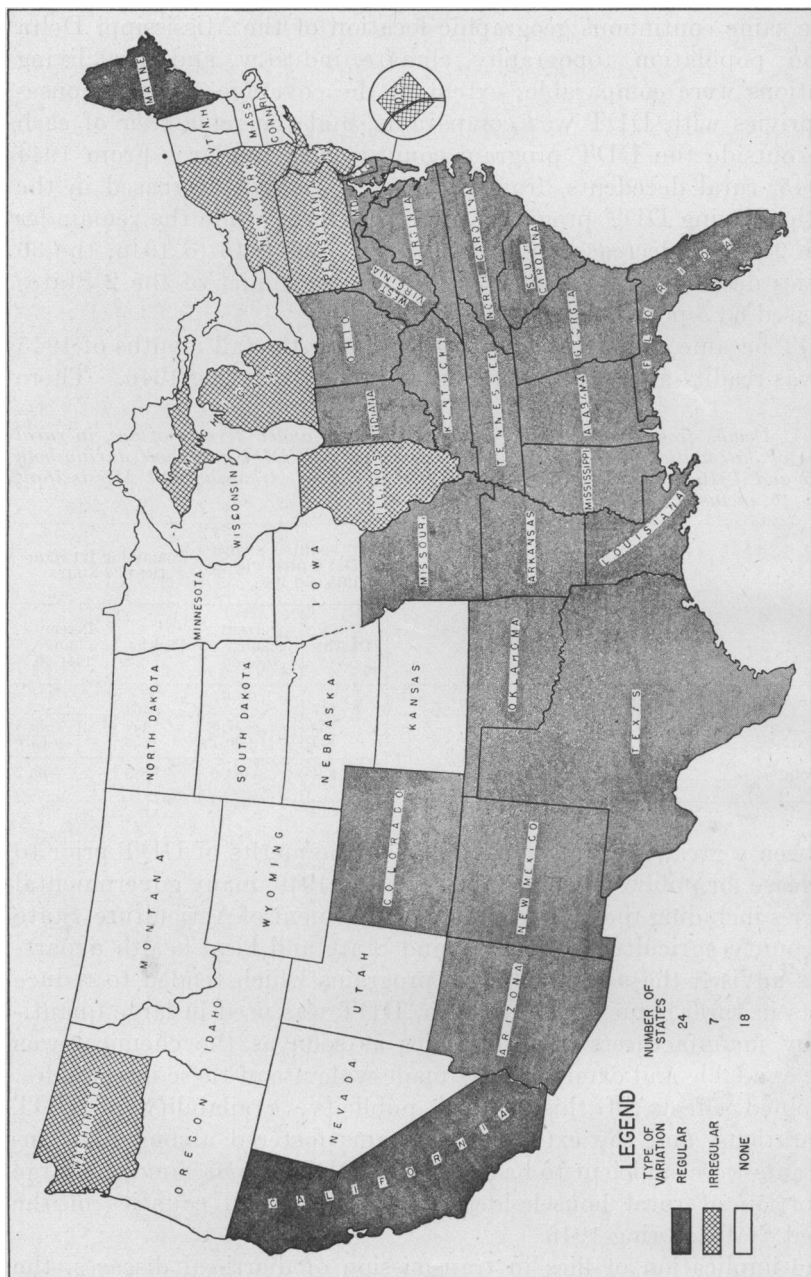 WASHINGTON
OREGON
CALIFORNIA
NEVADA
IDAHO
MONTANA
WYOMING
UTAH
ARIZONA
COLORADO
NEW MEXICO
NORTH DAKOTA
SOUTH DAKOTA
NEBRASKA
KANSAS
OKLAHOMA
TEXAS
MINNESOTA
IOWA
MISSOURI
ARKANSAS
LOUISIANA
WISCONSIN
ILLINOIS
INDIANA
OHIO
KENTUCKY
TENNESSEE
MISSISSIPPI
ALABAMA
GEORGIA
FLORIDA
SOUTH CAROLINA
NORTH CAROLINA
VIRGINIA
WEST VIRGINIA
PENNSYLVANIA
NEW YORK
N.H.
MASS
CONN
MAINE
D.C.
LEGEND
TYPE OF VARIATION NUMBER OF STATES
REGULAR 24
IRREGULAR 7
NONE 18